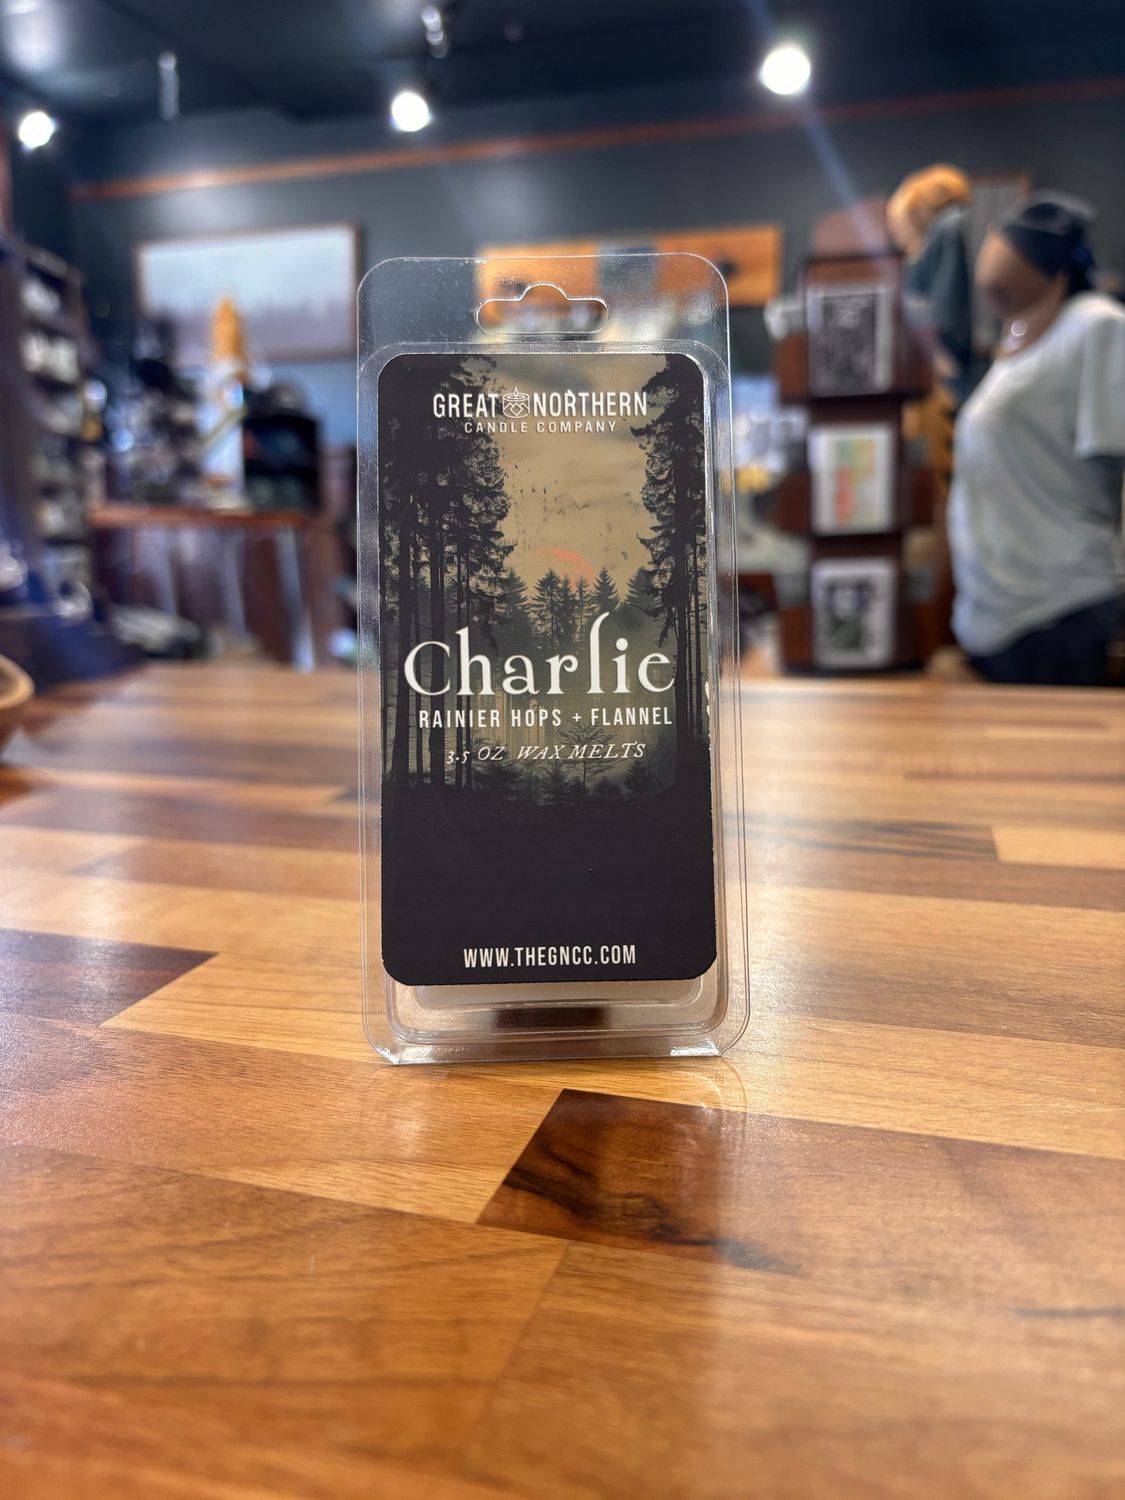 GREAT NORTHERN
CANDLE COMPANY
Charlie
RAINIER HOPS + FLANNEL
3.5 OZ WAX MELTS
WWW.THEGNCC.COM